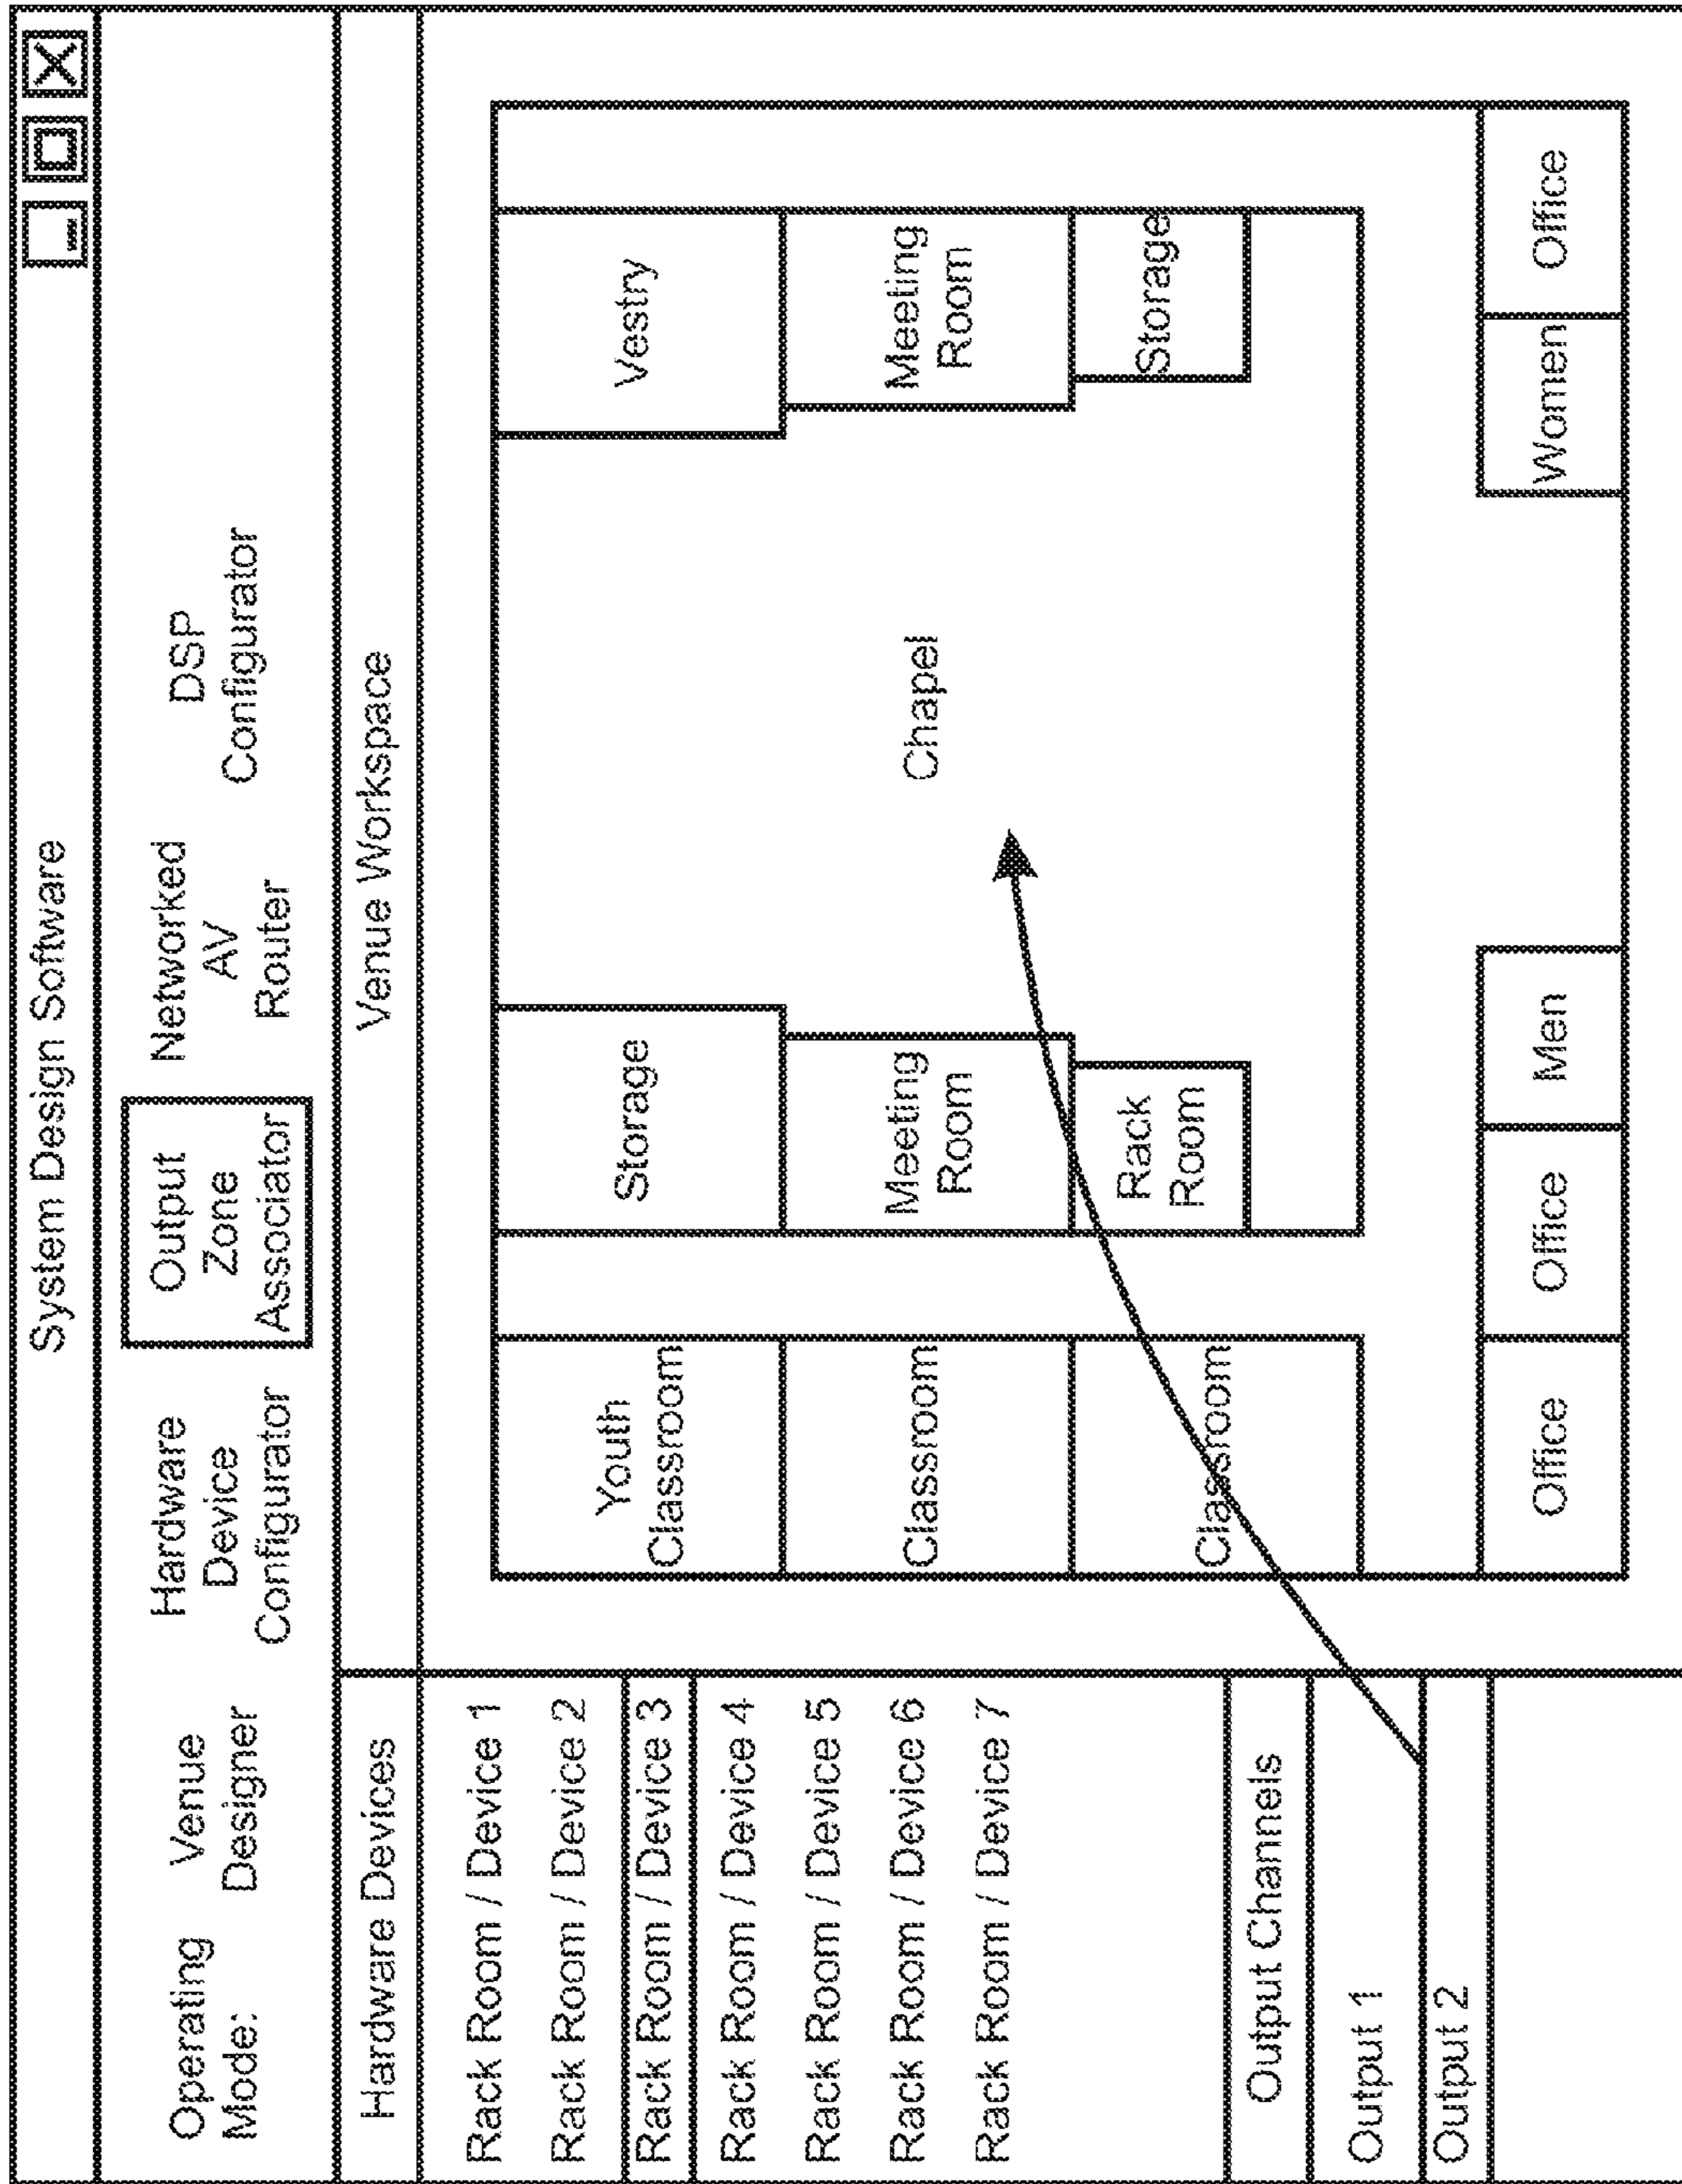 System Design Software
Operating
Mode:
Venue
Designer
Hardware
Device
Configurator
Output
Zone
Associator
Networked
AV
Router
DSP
Configurator
Hardware Devices
Rack Room / Device 1
Rack Room / Device 2
Rack Room / Device 3
Rack Room / Device 4
Rack Room / Device 5
Rack Room / Device 6
Rack Room / Device 7
Output Channels
Output 1
Output 2
Venue Workspace
Youth
Classroom
Storage
Vestry
Classroom
Meeting
Room
Chapel
Meeting
Room
Classroom
Rack
Room
Storage
Office
Office
Men
Women
Office